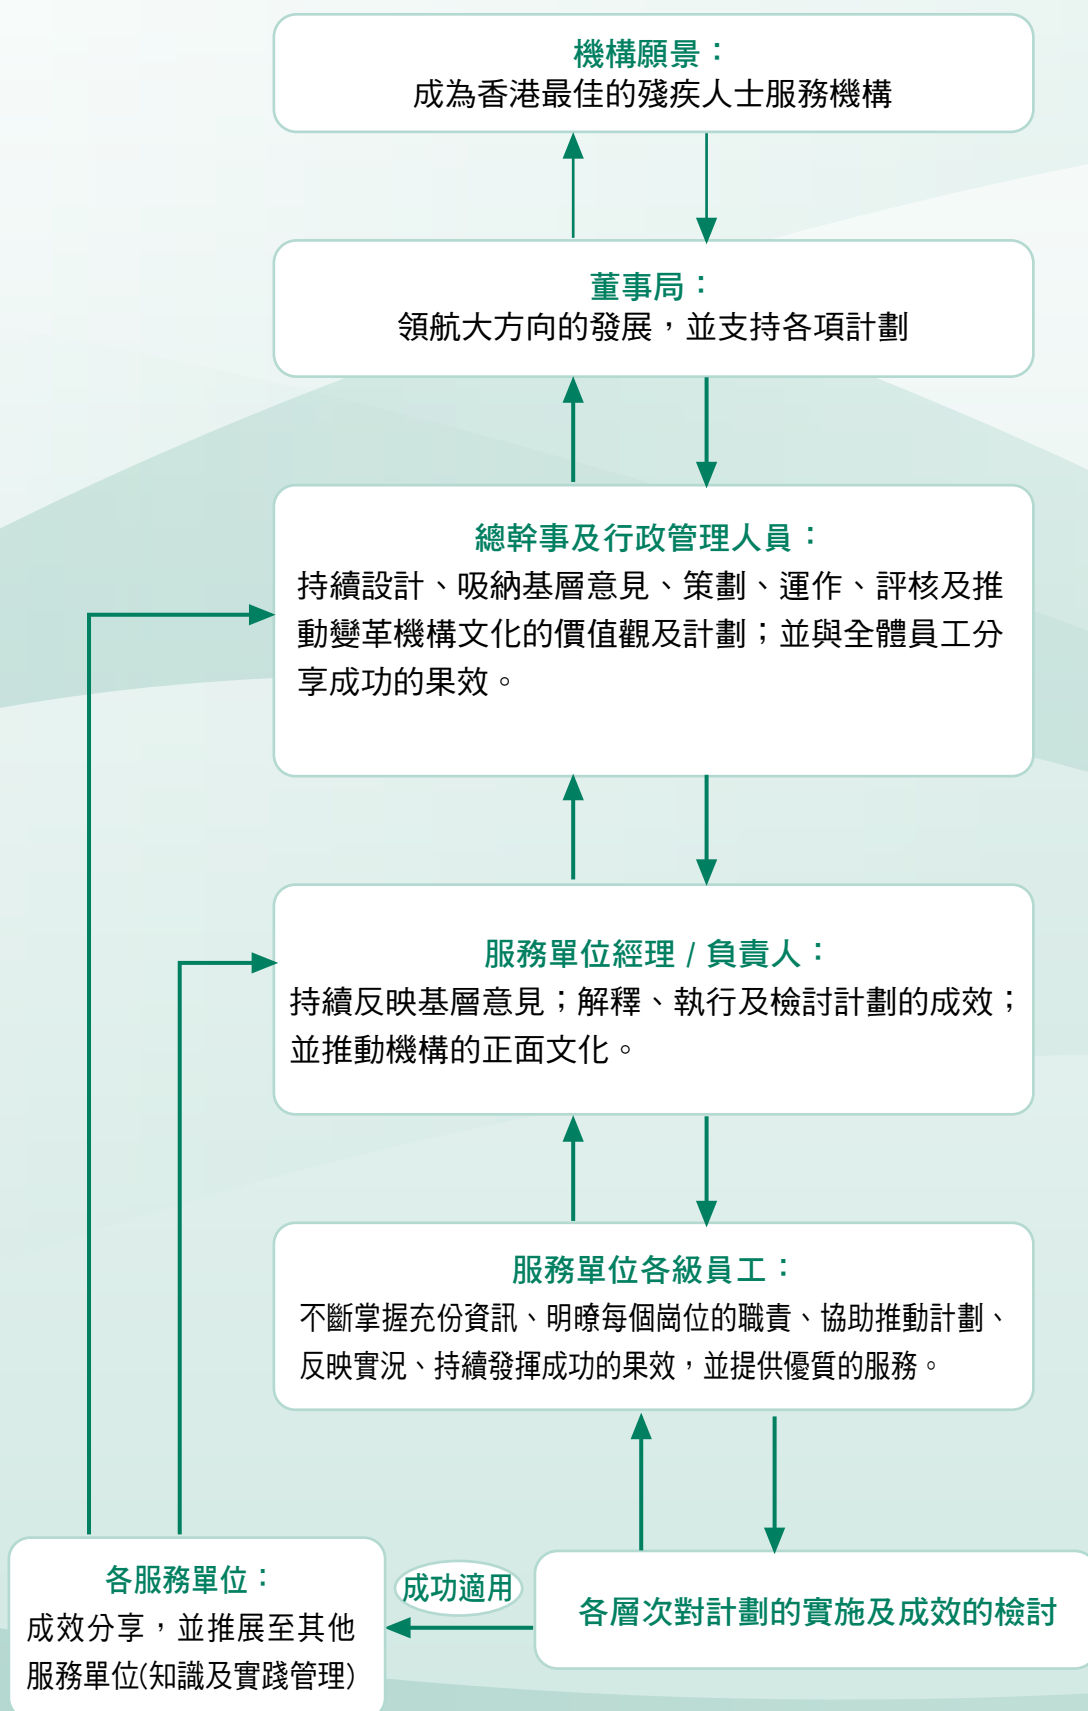 機構願景：
成為香港最佳的殘疾人士服務機構
董事局：
領航大方向的發展，並支持各項計劃
總幹事及行政管理人員：
持續設計、吸納基層意見、策劃、運作、評核及推
動變革機構文化的價值觀及計劃；並與全體員工分
享成功的果效。
服務單位經理 / 負責人：
持續反映基層意見；解釋、執行及檢討計劃的成效；
並推動機構的正面文化。
服務單位各級員工：
不斷掌握充份資訊、明瞭每個崗位的職責、協助推動計劃、
反映實況、持續發揮成功的果效，並提供優質的服務。
各服務單位：
成效分享，並推展至其他
服務單位(知識及實踐管理)
成功適用
各層次對計劃的實施及成效的檢討